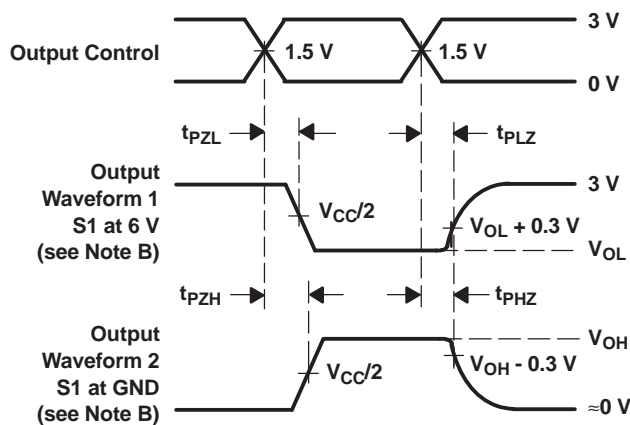 3 V
Output Control
1.5 V
1.5 V
0 V
tPZL
tPLZ
Output
Waveform 1
S1 at 6 V
(see Note B)
3 V
VCC/2
VOL + 0.3 V
VOL
tPZH
tPHZ
Output
Waveform 2
S1 at GND
(see Note B)
VOH
VCC/2
VOH - 0.3 V
≈0 V